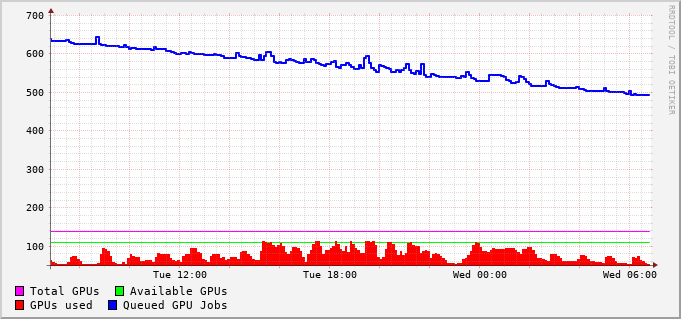 700
600
500
400
300
200
100
Tue 12:00 Tue 18:00 Wed 00:00 Wed 06:00
Total GPUs Available GPUs
GPUs used Queued GPU Jobs
RRDTOOL / TOBI OETIKER